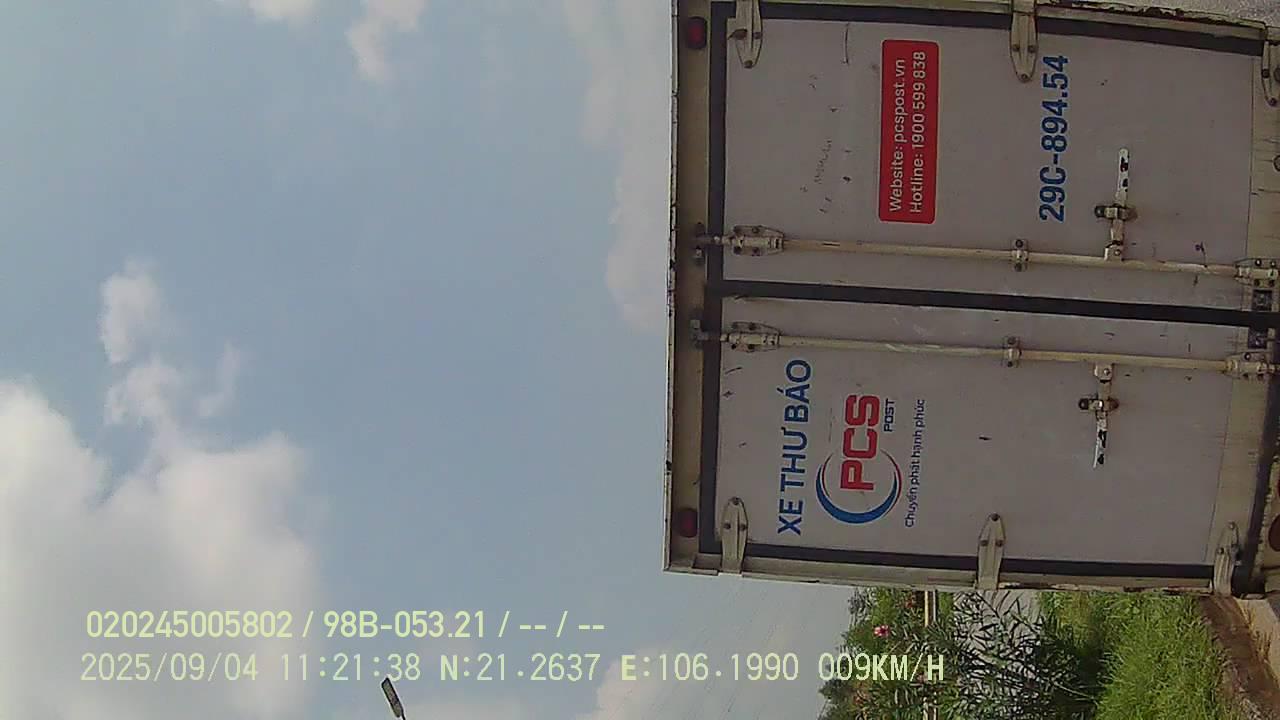 XE THƯ BÁO
PCS
POST
Chuyển phát hạnh phúc
Website: pcspost.vn
Hotline: 1900 599 838
29C-894.54
020245005802 / 98B-053.21 / -- / --
2025/09/04 11:21:38 N:21.2637 E:106.1990 009KM/H